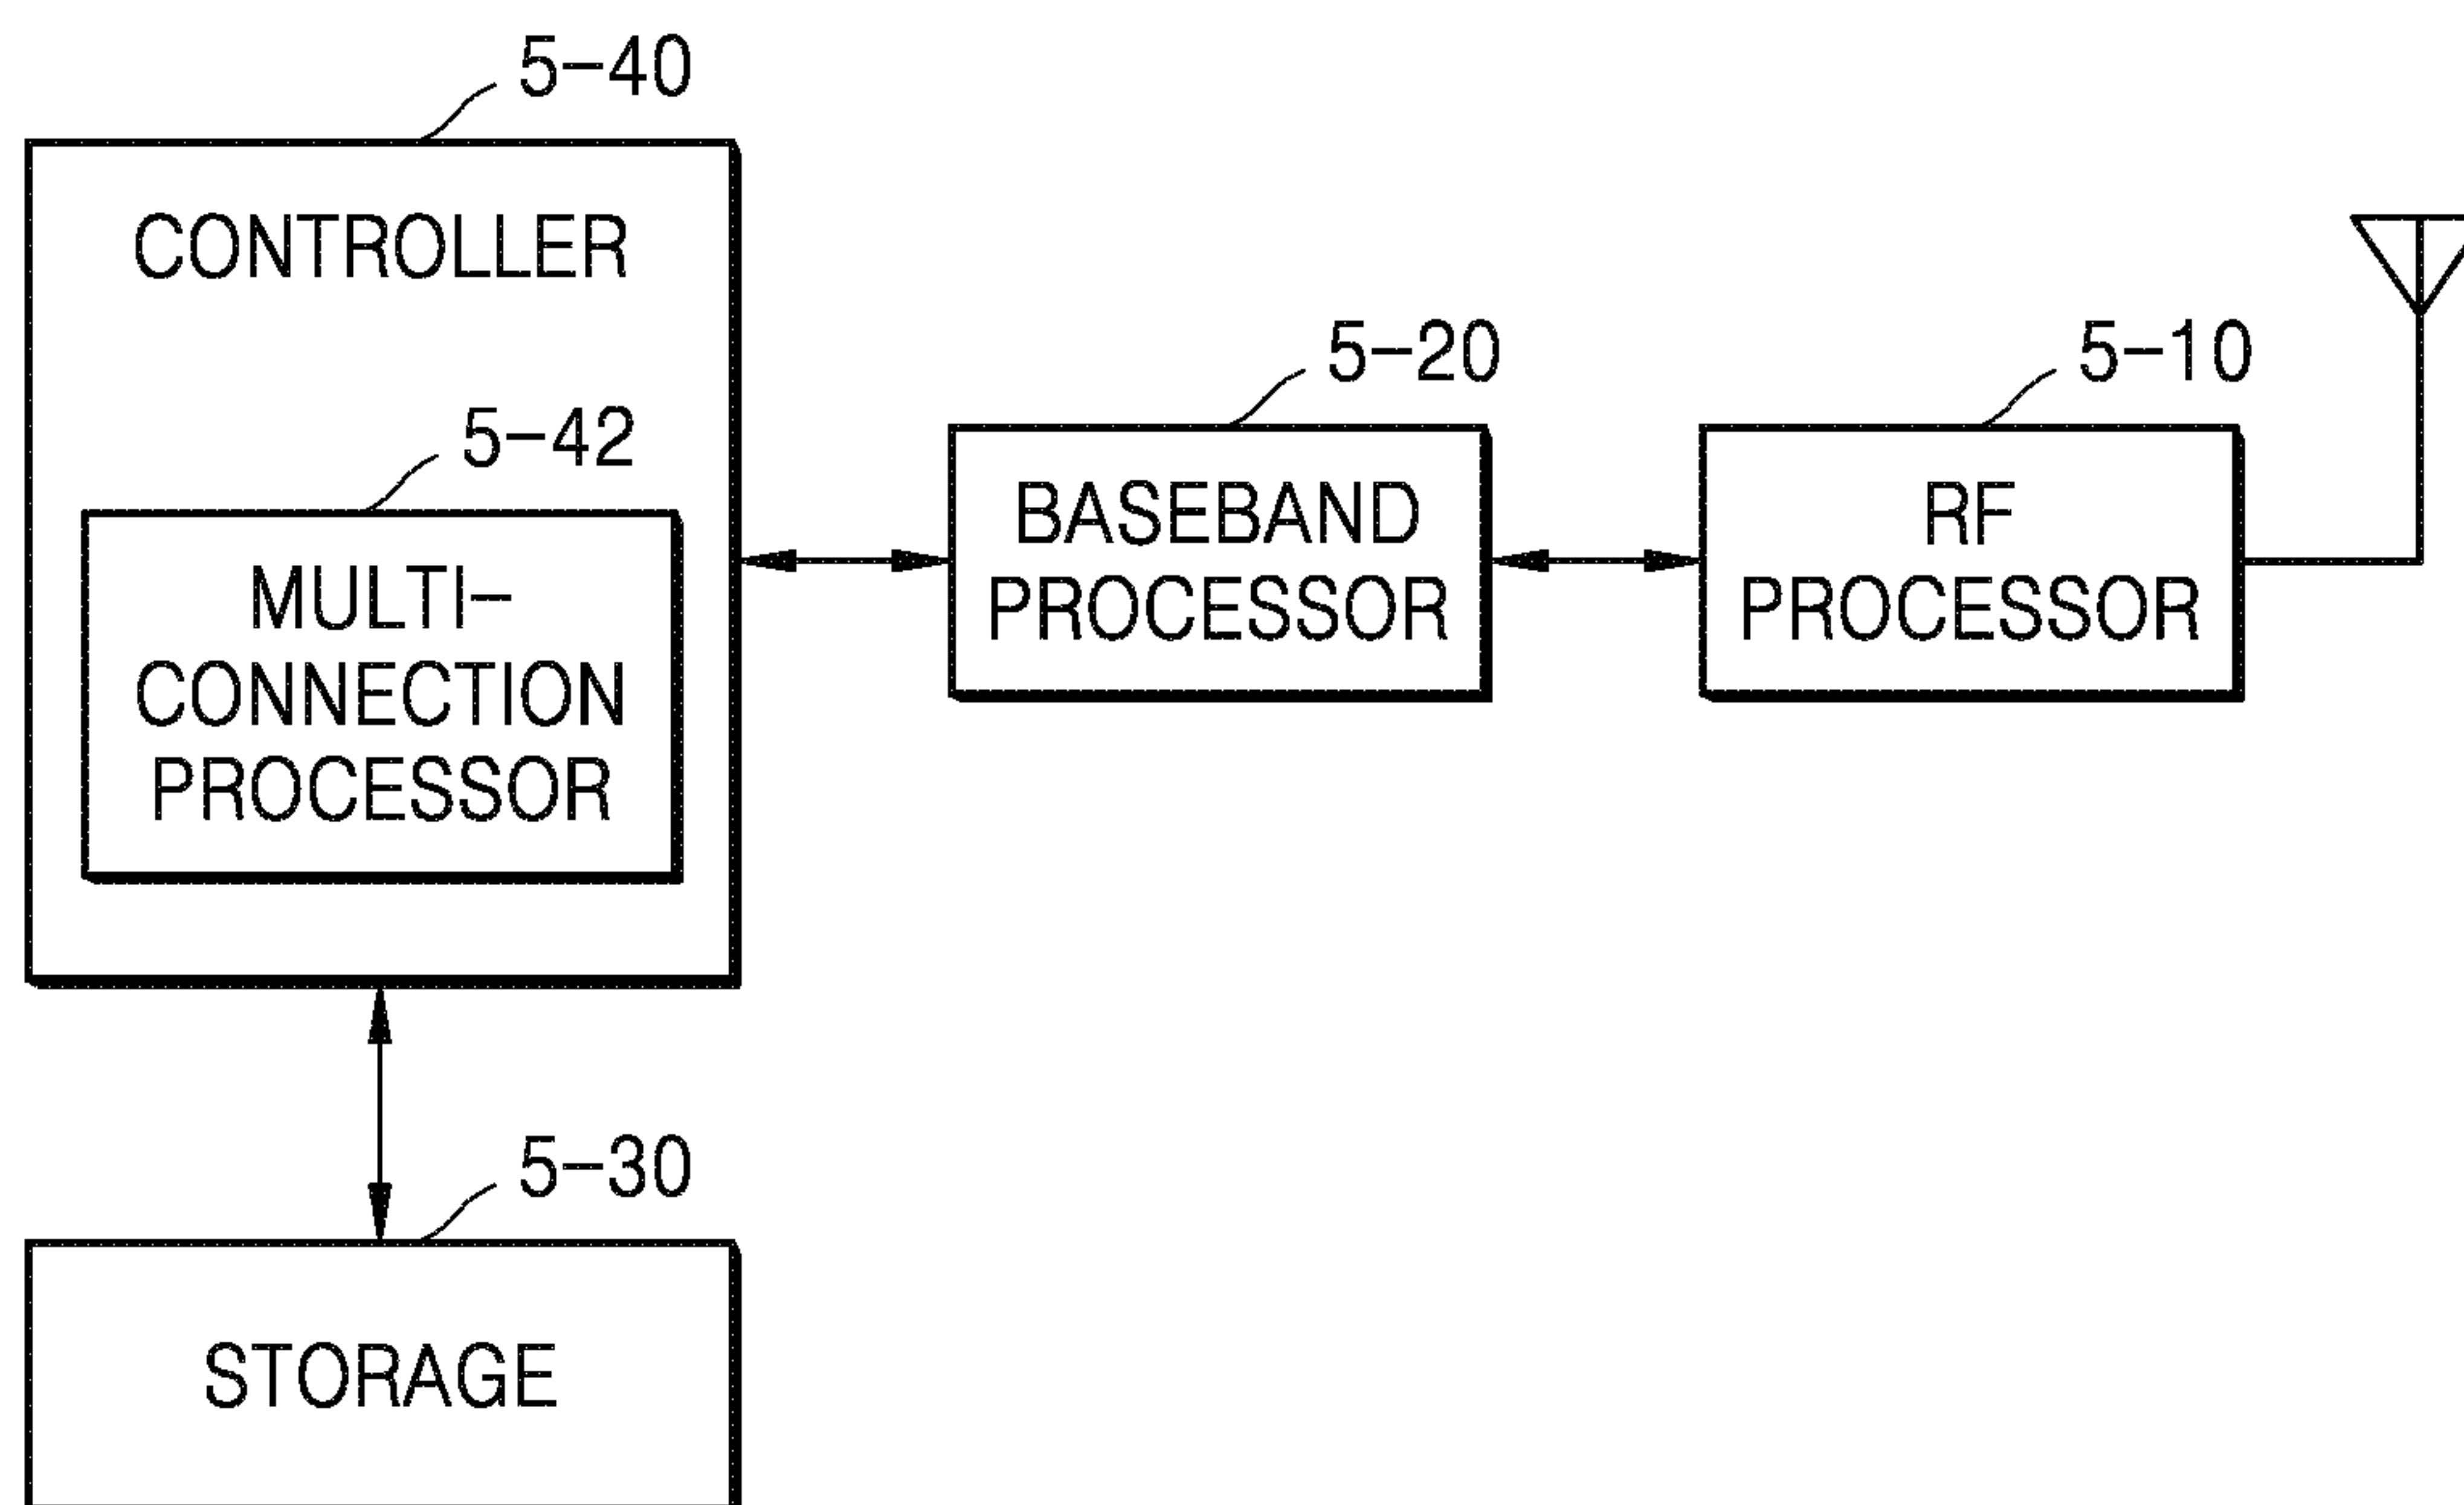 5-40
CONTROLLER
5-42
MULTI-
CONNECTION
PROCESSOR
5-20
BASEBAND
PROCESSOR
5-10
RF
PROCESSOR
5-30
STORAGE